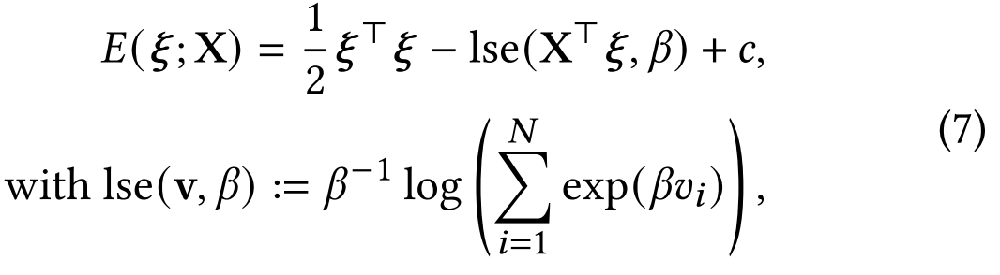 E(ξ; X) = 1/2 ξ⊤ξ − lse(X⊤ξ, β) + c,
with lse(v, β) := β⁻¹ log (∑_{i=1}^{N} exp(βv_i)) ,
(7)